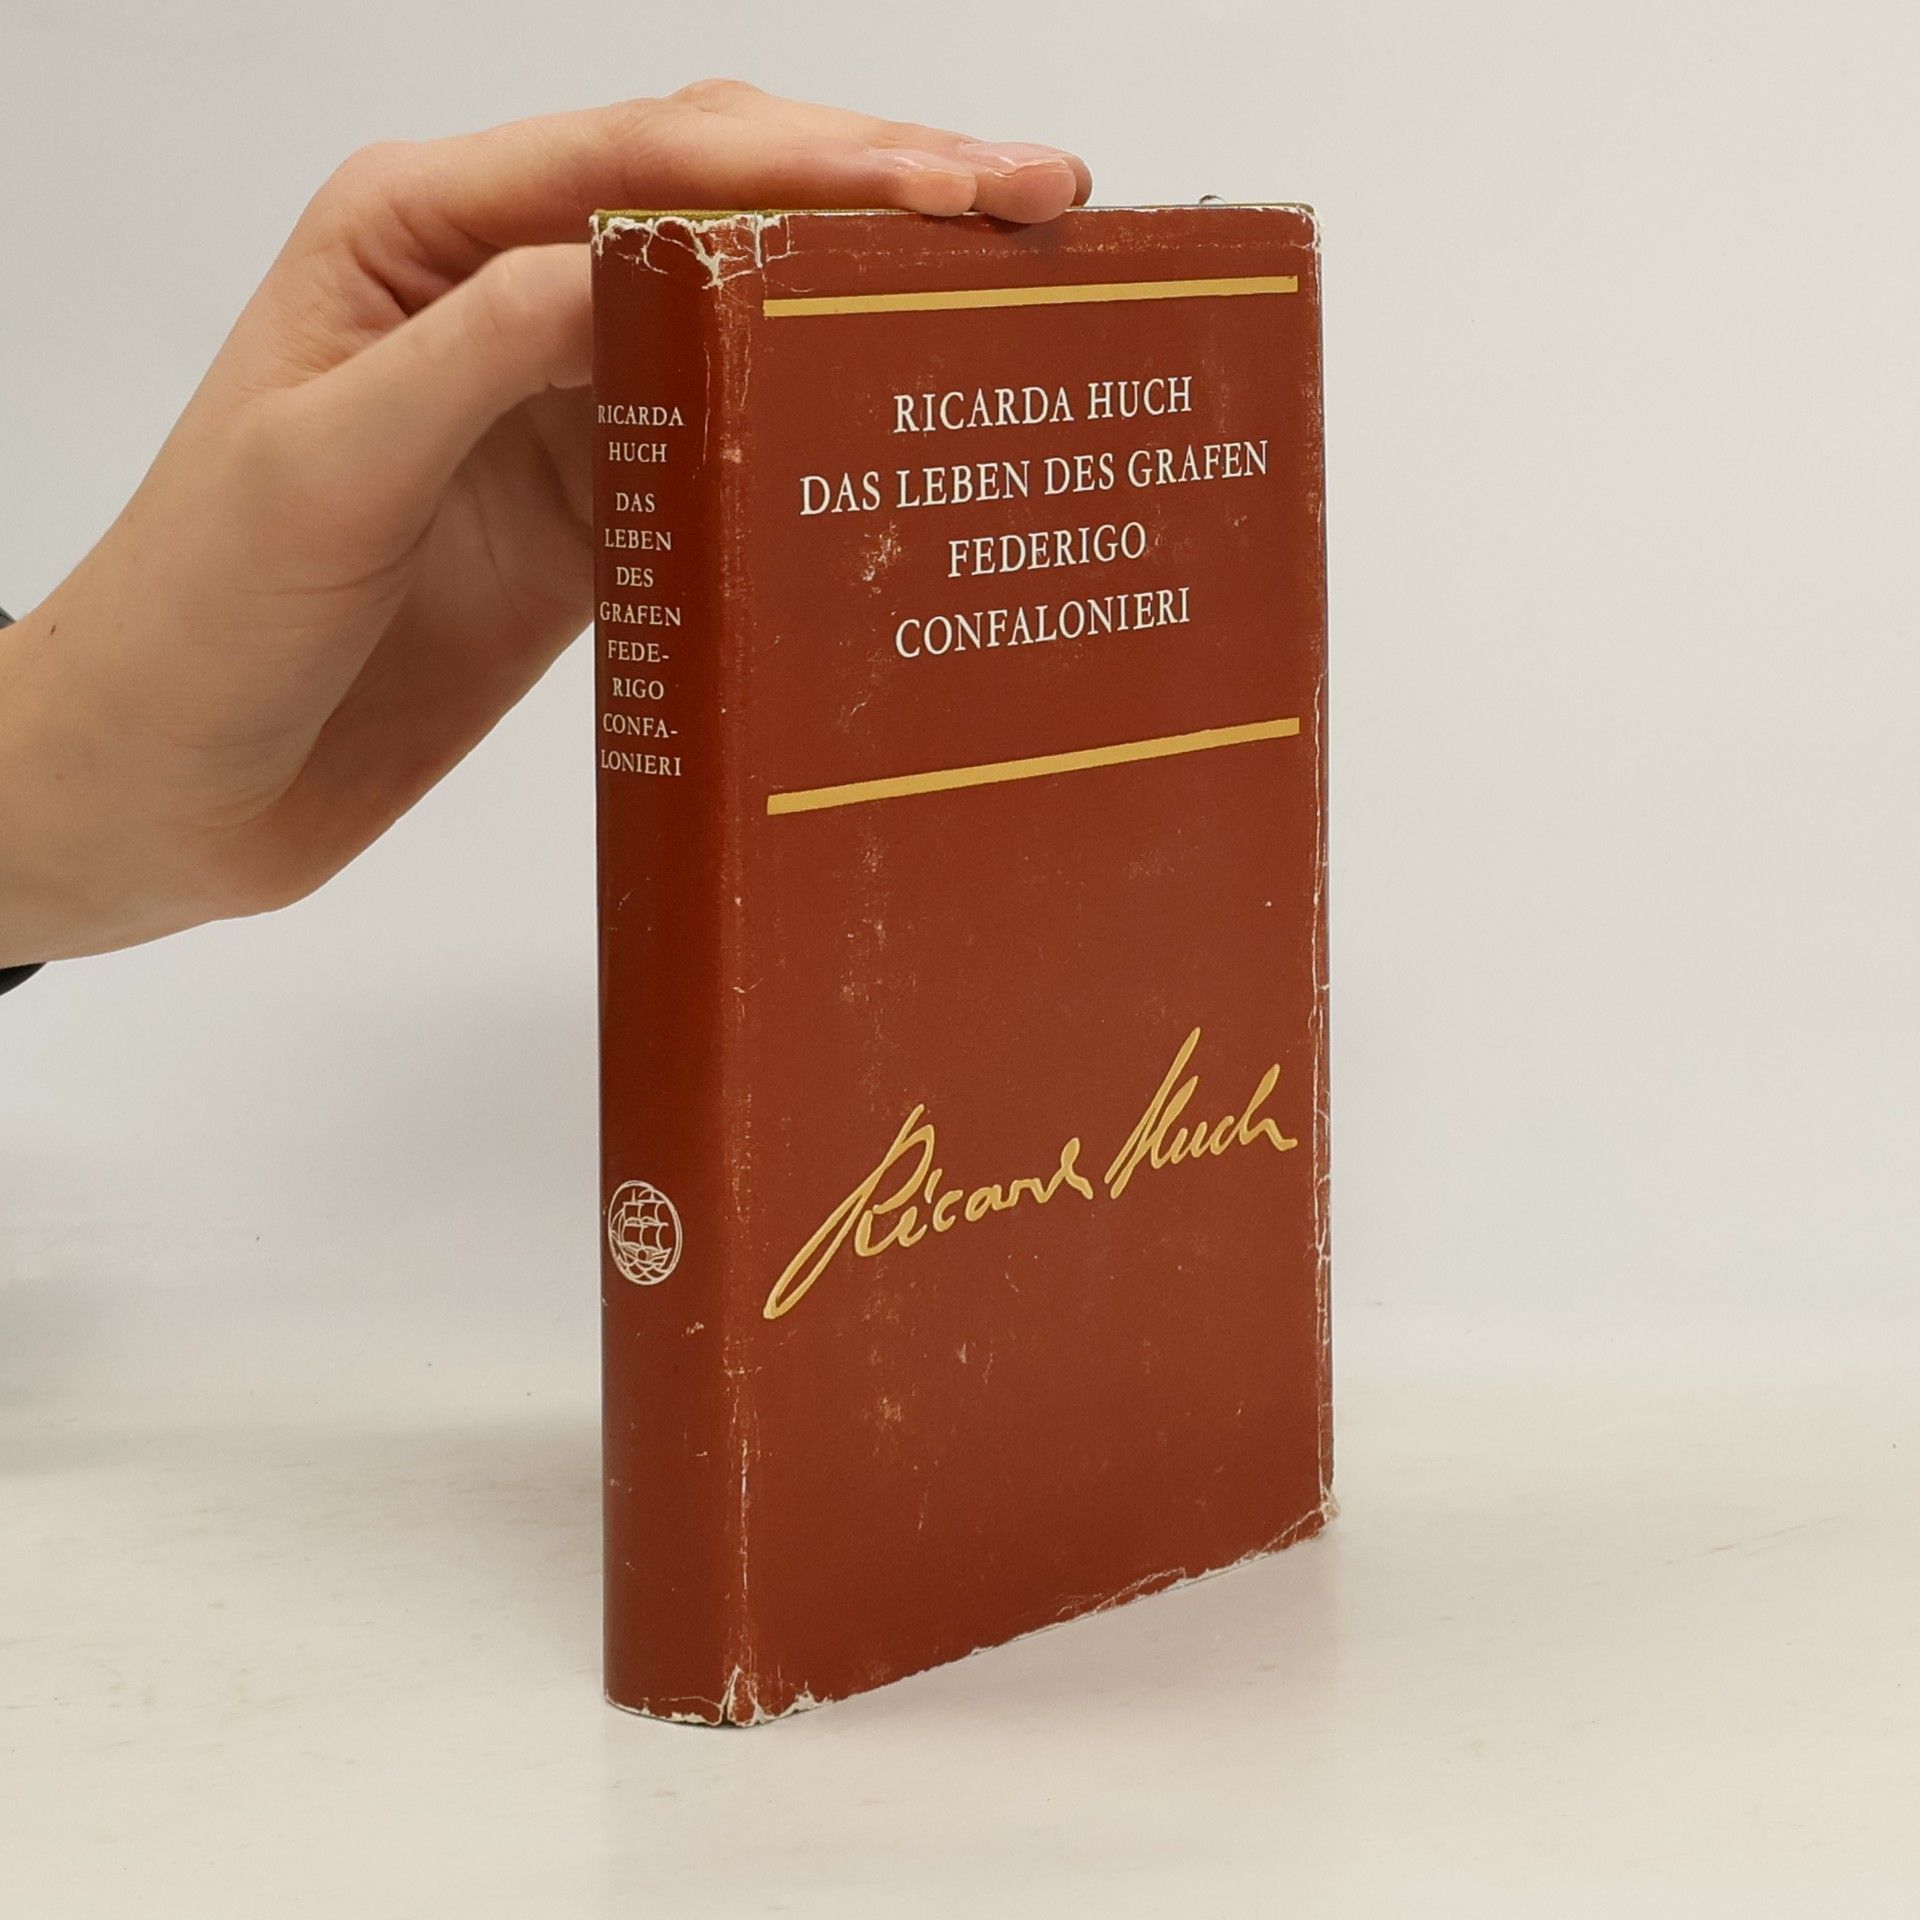 RICARDA
HUCH
DAS
LEBEN
DES
GRAFEN
FEDE-
RIGO
CONFA-
LONIERI
RICARDA HUCH
DAS LEBEN DES GRAFEN
FEDERIGO
CONFALONIERI
Ricarda Huch